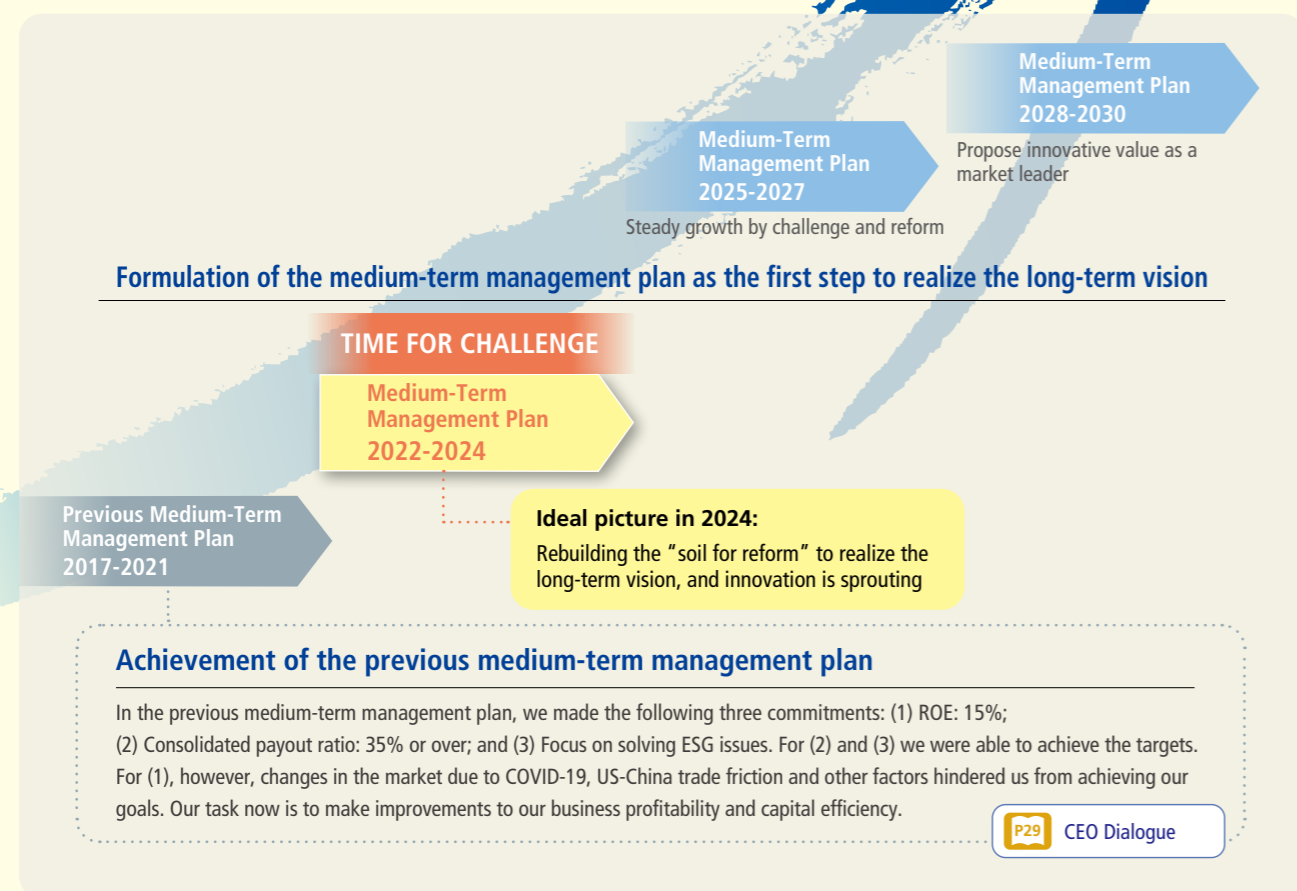 Medium-Term
Management Plan
2028-2030
Propose innovative value as a
market leader
Medium-Term
Management Plan
2025-2027
Steady growth by challenge and reform
Formulation of the medium-term management plan as the first step to realize the long-term vision
TIME FOR CHALLENGE
Medium-Term
Management Plan
2022-2024
Ideal picture in 2024:
Rebuilding the “soil for reform” to realize the
long-term vision, and innovation is sprouting
Previous Medium-Term
Management Plan
2017-2021
Achievement of the previous medium-term management plan
In the previous medium-term management plan, we made the following three commitments: (1) ROE: 15%;
(2) Consolidated payout ratio: 35% or over; and (3) Focus on solving ESG issues. For (2) and (3) we were able to achieve the targets.
For (1), however, changes in the market due to COVID-19, US-China trade friction and other factors hindered us from achieving our
goals. Our task now is to make improvements to our business profitability and capital efficiency.
P29 CEO Dialogue